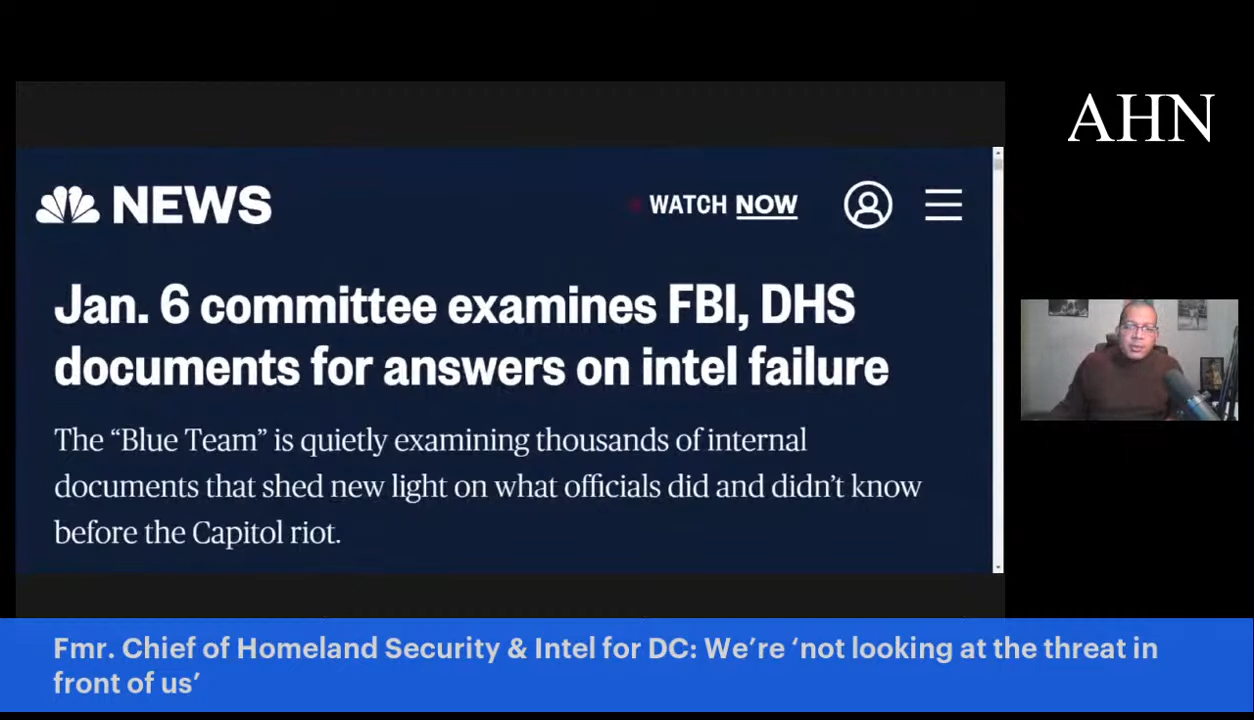 AHN
NEWS
WATCH NOW
Jan. 6 committee examines FBI, DHS
documents for answers on intel failure
The “Blue Team” is quietly examining thousands of internal
documents that shed new light on what officials did and didn’t know
before the Capitol riot.
Fmr. Chief of Homeland Security & Intel for DC: We’re ‘not looking at the threat in
front of us’